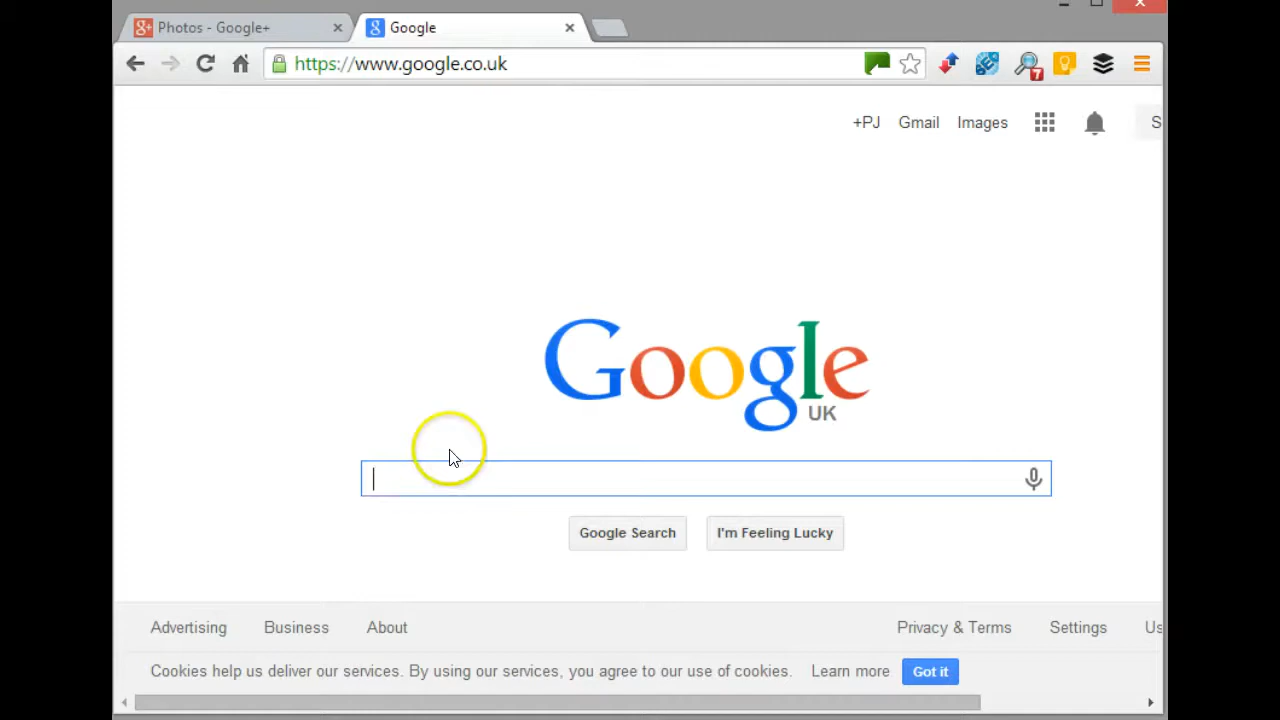 Photos - Google+
Google
https://www.google.co.uk
7
+PJ Gmail Images S
Google
UK
Google Search I'm Feeling Lucky
Advertising Business About Privacy & Terms Settings Us
Cookies help us deliver our services. By using our services, you agree to our use of cookies. Learn more Got it